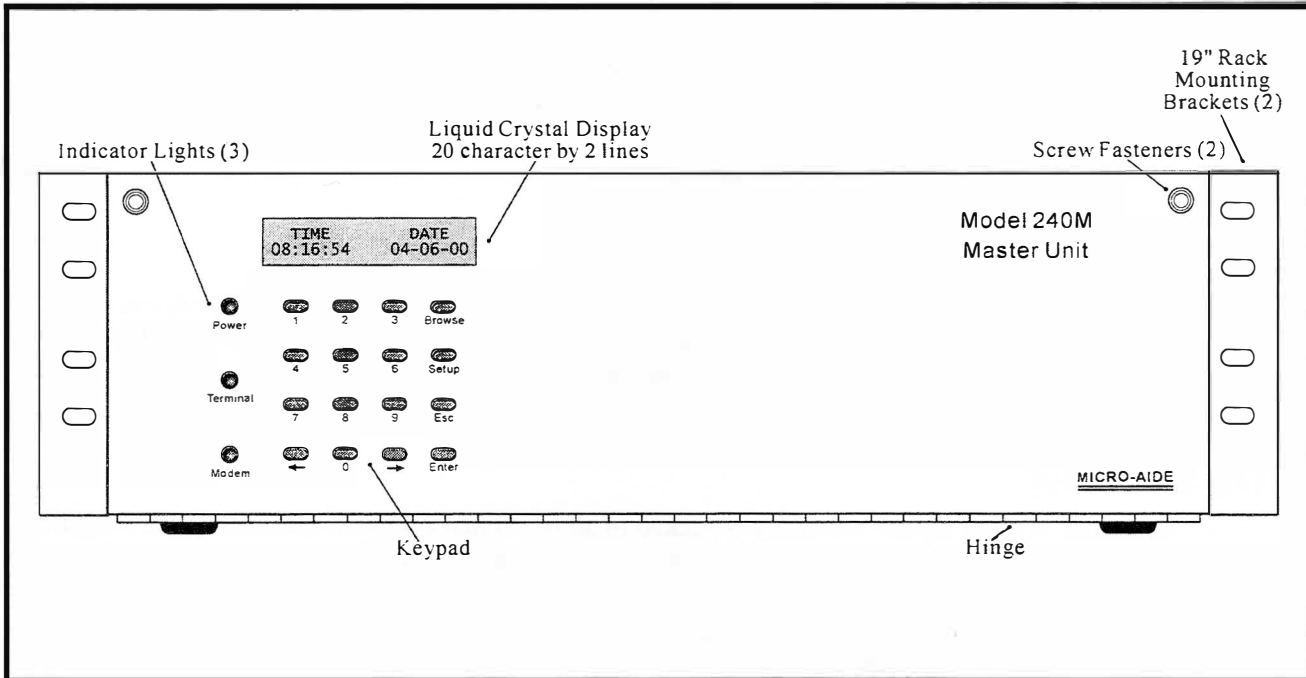 19" Rack
Mounting
Brackets (2)
Liquid Crystal Display
20 character by 2 lines
Indicator Lights (3)
Screw Fasteners (2)
TIME DATE
08:16:54 04-06-00
Model 240M
Master Unit
Power
1 2 3 Browse
4 5 6 Setup
Terminal
7 8 9 Esc
Modem
← 0 → Enter
MICRO-AIDE
Keypad
Hinge